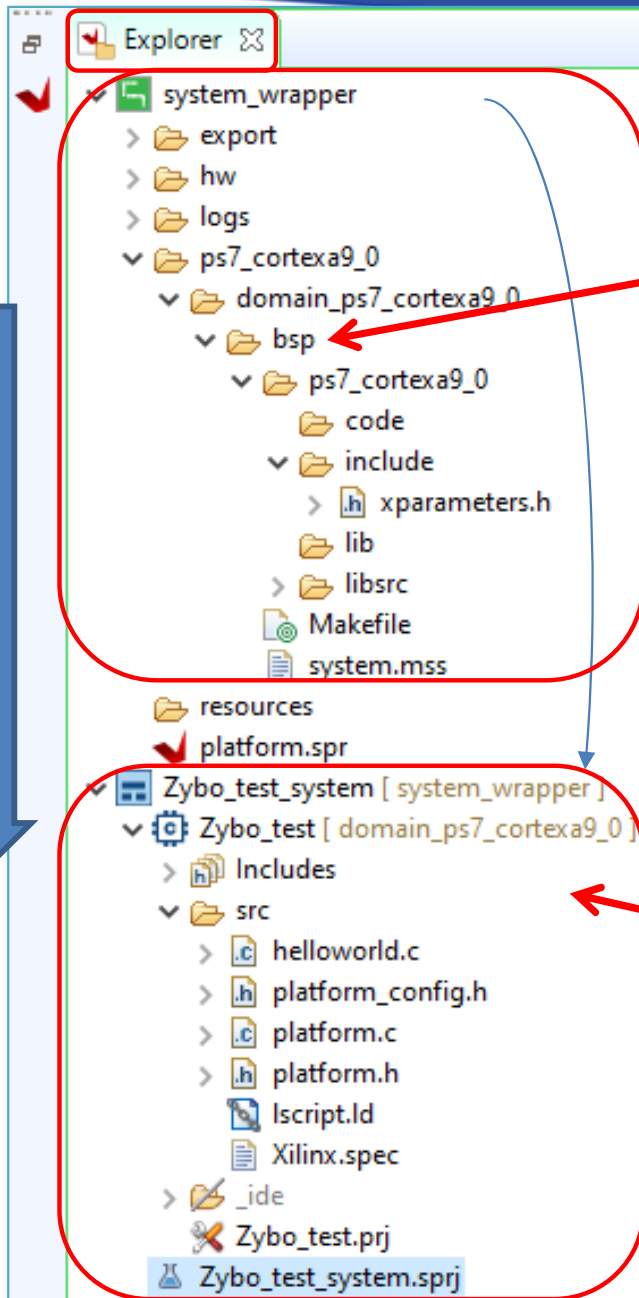 Explorer
system_wrapper
export
hw
logs
ps7_cortexa9_0
domain_ps7_cortexa9_0
bsp
ps7_cortexa9_0
code
include
.h xparameters.h
lib
libsrc
Makefile
system.mss
resources
platform.spr
Zybo_test_system [ system_wrapper ]
c Zybo_test [ domain_ps7_cortexa9_0 ]
h Includes
src
.c helloworld.c
.h platform_config.h
.c platform.c
.h platform.h
lscript.ld
Xilinx.spec
_ide
Zybo_test.prj
Zybo_test_system.sprj